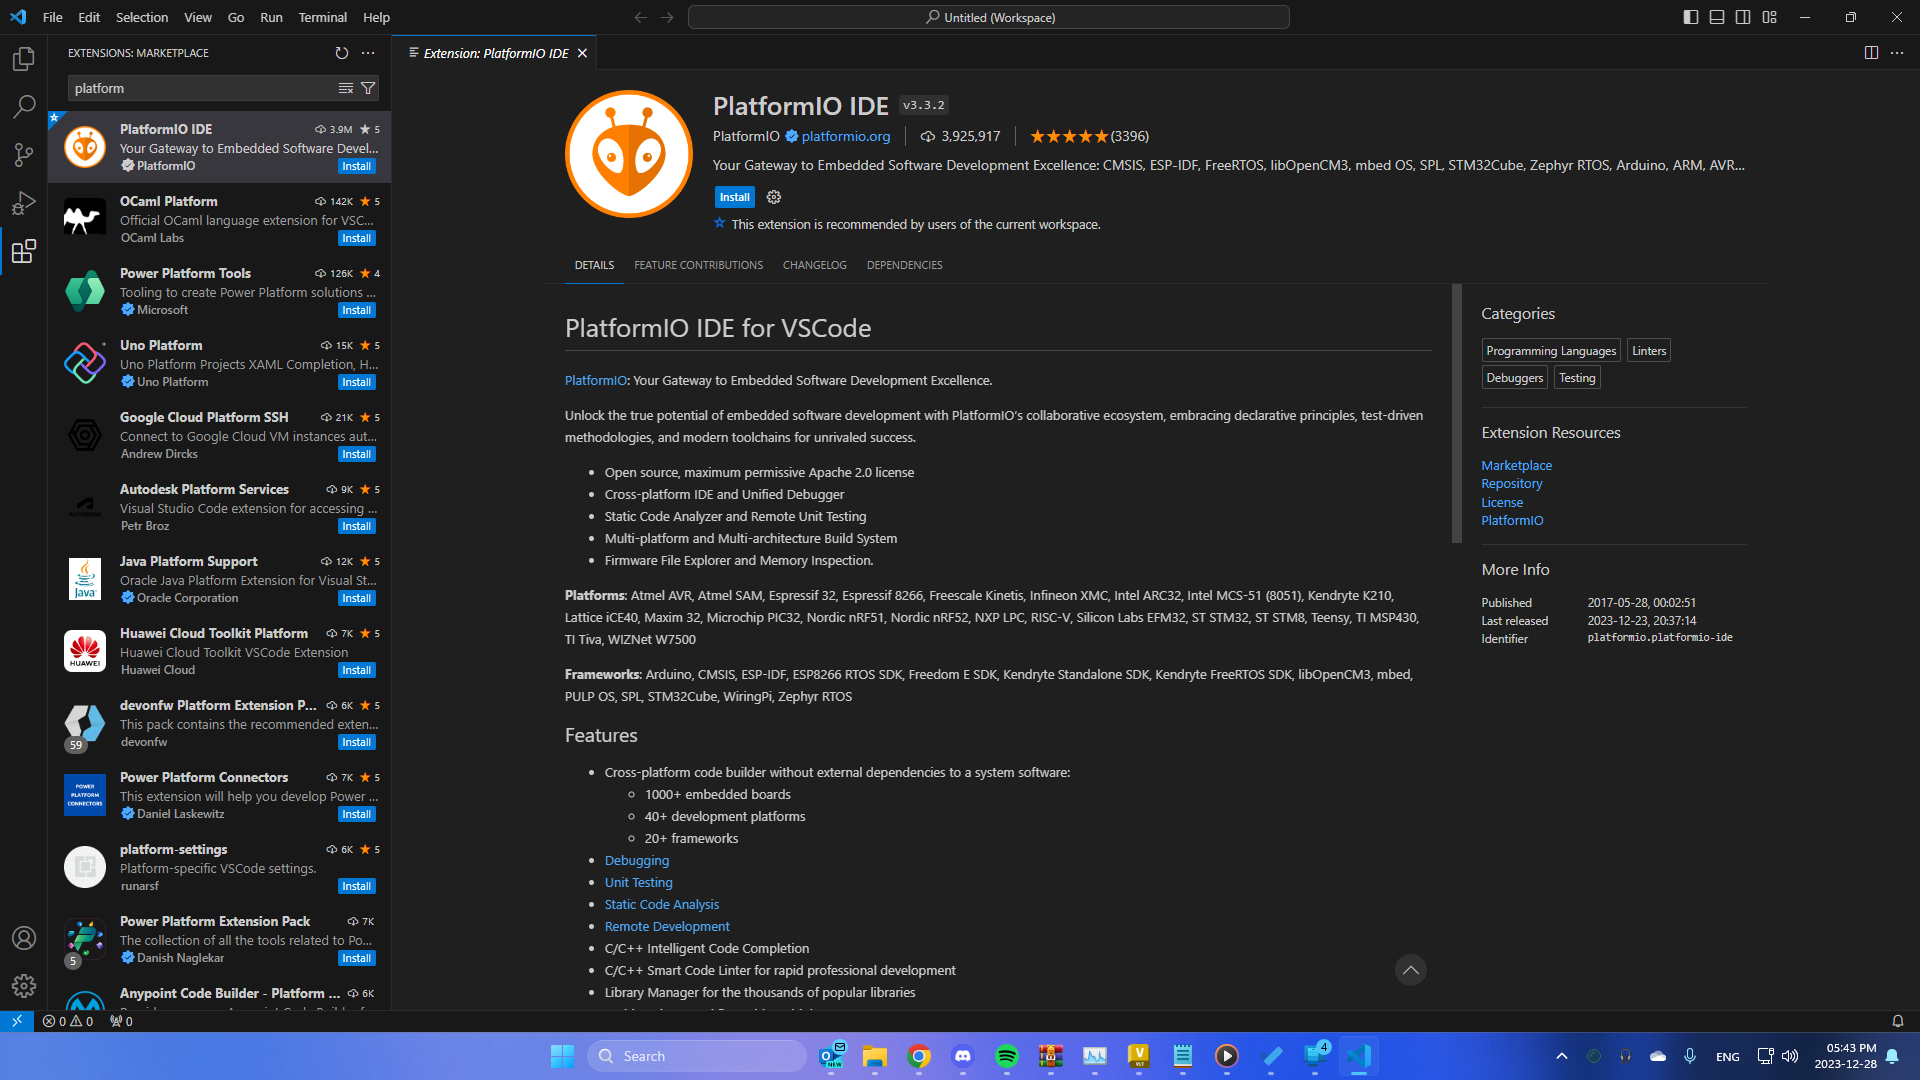 File Edit Selection View Go Run Terminal Help
Untitled (Workspace)
EXTENSIONS: MARKETPLACE
platform
PlatformIO IDE 3.9M 5
Your Gateway to Embedded Software Devel...
PlatformIO Install
OCaml Platform 142K 5
Official OCaml language extension for VSC...
OCaml Labs Install
Power Platform Tools 126K 4
Tooling to create Power Platform solutions ...
Microsoft Install
Uno Platform 15K 5
Uno Platform Projects XAML Completion, H...
Uno Platform Install
Google Cloud Platform SSH 21K 5
Connect to Google Cloud VM instances aut...
Andrew Dircks Install
Autodesk Platform Services 9K 5
Visual Studio Code extension for accessing ...
Petr Broz Install
Java Platform Support 12K 5
Oracle Java Platform Extension for Visual St...
Oracle Corporation Install
Java
Huawei Cloud Toolkit Platform 7K 5
Huawei Cloud Toolkit VSCode Extension
Huawei Cloud Install
HUAWEI
devonfw Platform Extension P... 6K 5
This pack contains the recommended exten...
devonfw Install
59
Power Platform Connectors 7K 5
This extension will help you develop Power ...
Daniel Laskewitz Install
POWER
PLATFORM
CONNECTORS
platform-settings 6K 5
Platform-specific VSCode settings.
runarsf Install
Power Platform Extension Pack 7K
The collection of all the tools related to Po...
Danish Naglekar Install
5
Anypoint Code Builder - Platform ... 6K
Extension: PlatformIO IDE
PlatformIO IDE v3.3.2
PlatformIO platformio.org 3,925,917 (3396)
Your Gateway to Embedded Software Development Excellence: CMSIS, ESP-IDF, FreeRTOS, libOpenCM3, mbed OS, SPL, STM32Cube, Zephyr RTOS, Arduino, ARM, AVR...
Install
This extension is recommended by users of the current workspace.
DETAILS FEATURE CONTRIBUTIONS CHANGELOG DEPENDENCIES
PlatformIO IDE for VSCode
PlatformIO: Your Gateway to Embedded Software Development Excellence.
Unlock the true potential of embedded software development with PlatformIO's collaborative ecosystem, embracing declarative principles, test-driven
methodologies, and modern toolchains for unrivaled success.
• Open source, maximum permissive Apache 2.0 license
• Cross-platform IDE and Unified Debugger
• Static Code Analyzer and Remote Unit Testing
• Multi-platform and Multi-architecture Build System
• Firmware File Explorer and Memory Inspection.
Platforms: Atmel AVR, Atmel SAM, Espressif 32, Espressif 8266, Freescale Kinetis, Infineon XMC, Intel ARC32, Intel MCS-51 (8051), Kendryte K210,
Lattice iCE40, Maxim 32, Microchip PIC32, Nordic nRF51, Nordic nRF52, NXP LPC, RISC-V, Silicon Labs EFM32, ST STM32, ST STM8, Teensy, TI MSP430,
TI Tiva, WIZNet W7500
Frameworks: Arduino, CMSIS, ESP-IDF, ESP8266 RTOS SDK, Freedom E SDK, Kendryte Standalone SDK, Kendryte FreeRTOS SDK, libOpenCM3, mbed,
PULP OS, SPL, STM32Cube, WiringPi, Zephyr RTOS
Features
• Cross-platform code builder without external dependencies to a system software:
◦ 1000+ embedded boards
◦ 40+ development platforms
◦ 20+ frameworks
• Debugging
• Unit Testing
• Static Code Analysis
• Remote Development
• C/C++ Intelligent Code Completion
• C/C++ Smart Code Linter for rapid professional development
• Library Manager for the thousands of popular libraries
Categories
Programming Languages Linters
Debuggers Testing
Extension Resources
Marketplace
Repository
License
PlatformIO
More Info
Published 2017-05-28, 00:02:51
Last released 2023-12-23, 20:37:14
Identifier platformio.platformio-ide
0 0 0
Search
NEW
4
ENG
05:43 PM
2023-12-28